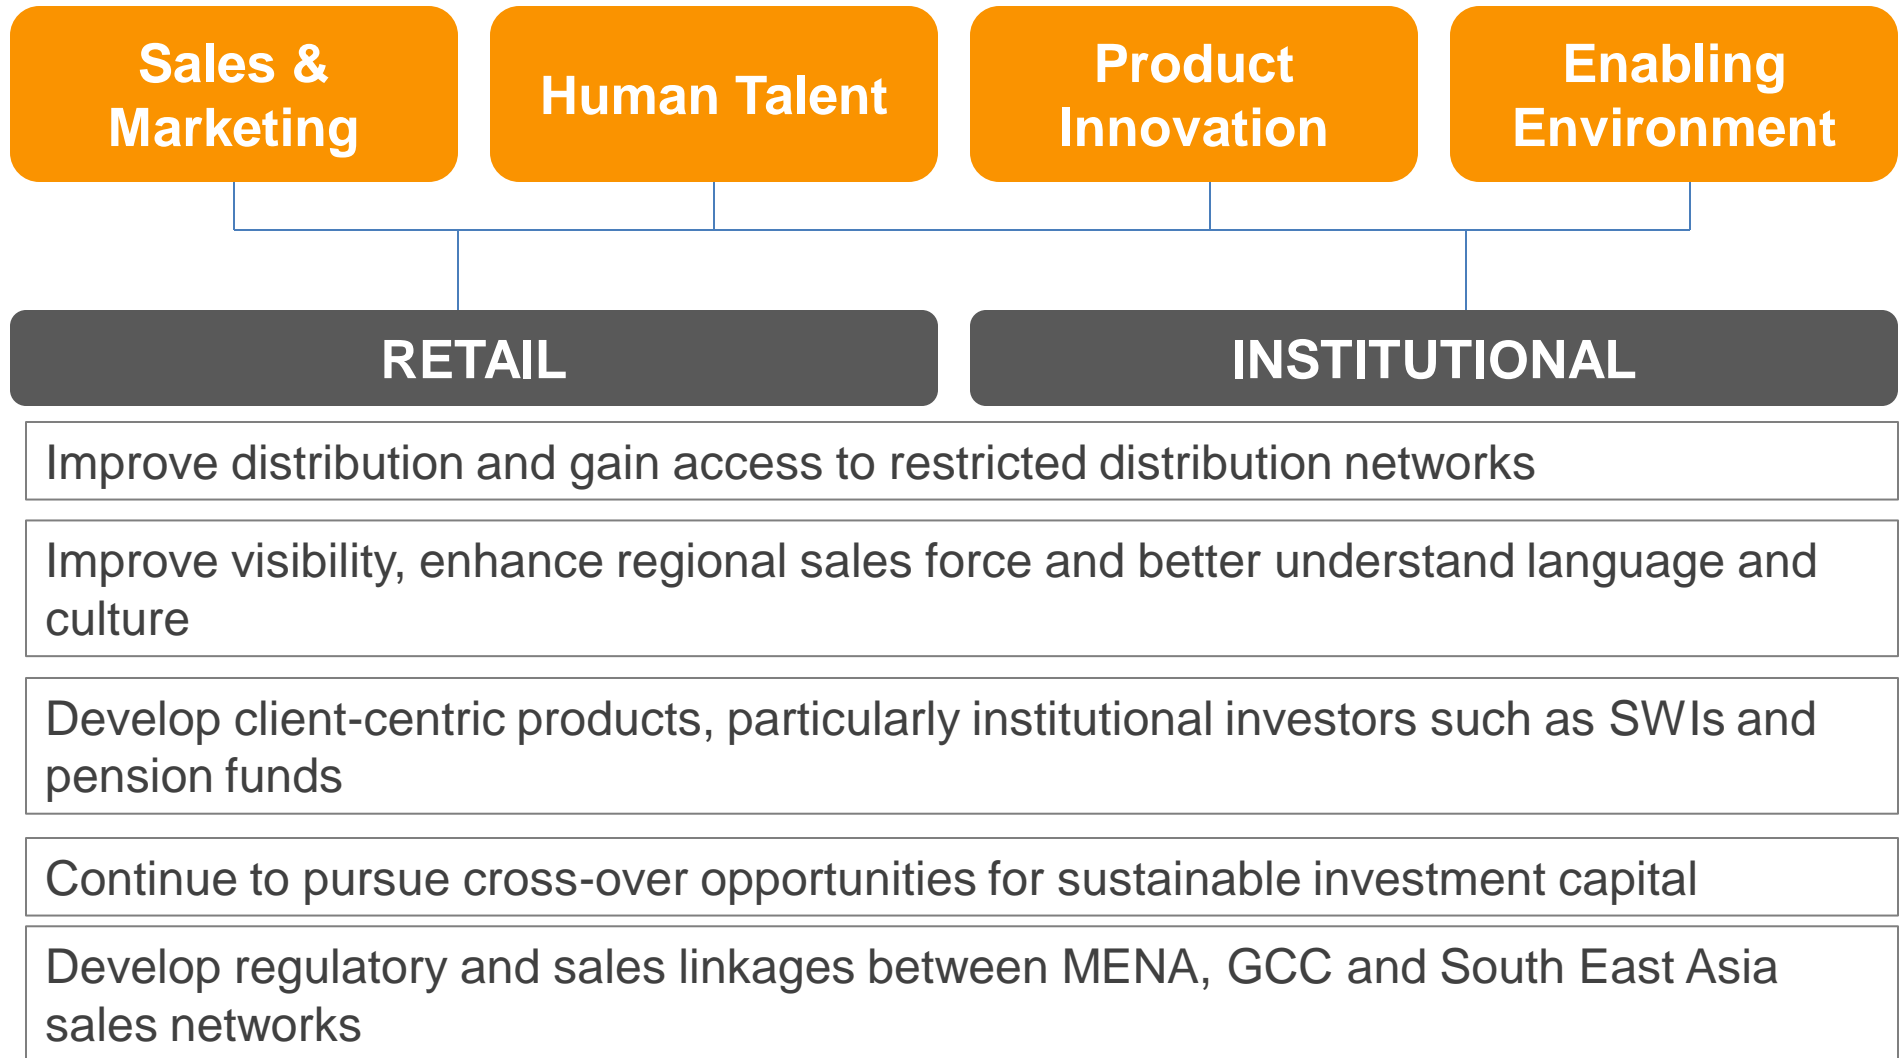 Sales &
Marketing
Human Talent
Product
Innovation
Enabling
Environment
RETAIL
INSTITUTIONAL
Improve distribution and gain access to restricted distribution networks
Improve visibility, enhance regional sales force and better understand language and
culture
Develop client-centric products, particularly institutional investors such as SWIs and
pension funds
Continue to pursue cross-over opportunities for sustainable investment capital
Develop regulatory and sales linkages between MENA, GCC and South East Asia
sales networks